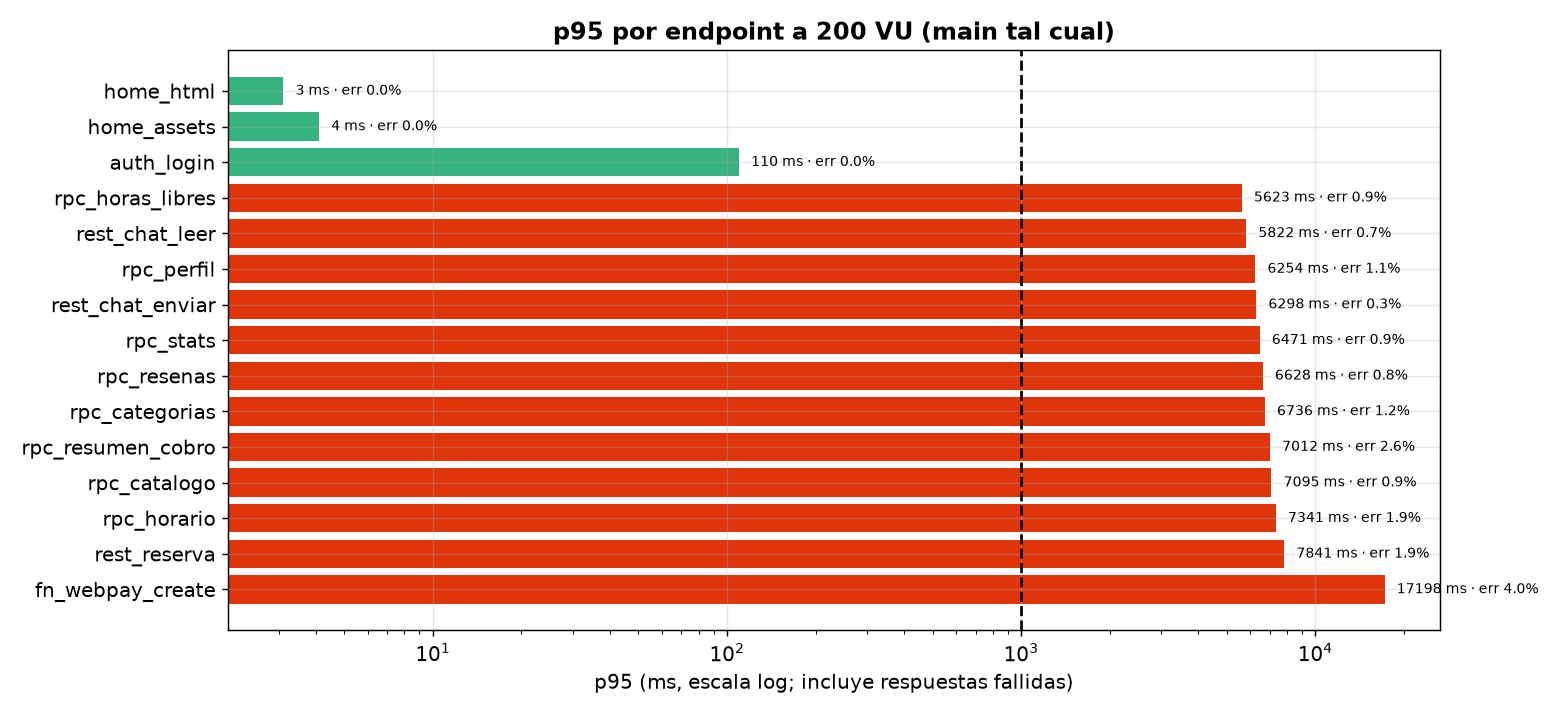 p95 por endpoint a 200 VU (main tal cual)
home_html 3 ms · err 0.0%
home_assets 4 ms · err 0.0%
auth_login 110 ms · err 0.0%
rpc_horas_libres 5623 ms · err 0.9%
rest_chat_leer 5822 ms · err 0.7%
rpc_perfil 6254 ms · err 1.1%
rest_chat_enviar 6298 ms · err 0.3%
rpc_stats 6471 ms · err 0.9%
rpc_resenas 6628 ms · err 0.8%
rpc_categorias 6736 ms · err 1.2%
rpc_resumen_cobro 7012 ms · err 2.6%
rpc_catalogo 7095 ms · err 0.9%
rpc_horario 7341 ms · err 1.9%
rest_reserva 7841 ms · err 1.9%
fn_webpay_create 17198 ms · err 4.0%
10¹ 10² 10³ 10⁴
p95 (ms, escala log; incluye respuestas fallidas)